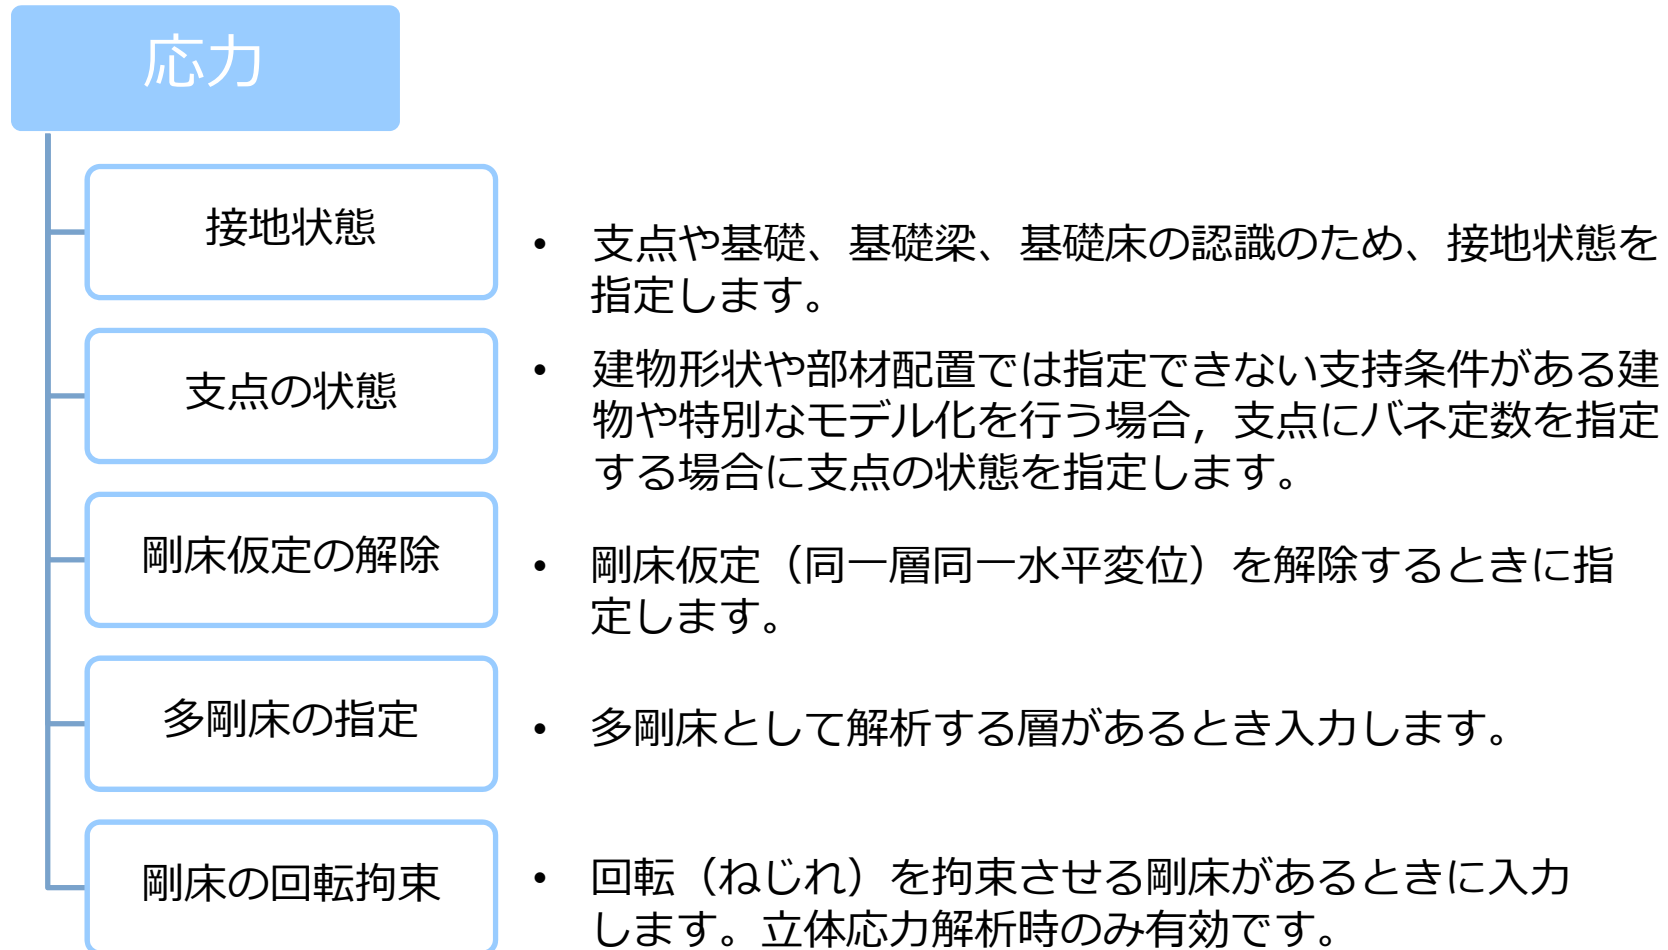 応力
接地状態
• 支点や基礎、基礎梁、基礎床の認識のため、接地状態を
指定します。
支点の状態
• 建物形状や部材配置では指定できない支持条件がある建
物や特別なモデル化を行う場合，支点にバネ定数を指定
する場合に支点の状態を指定します。
剛床仮定の解除
• 剛床仮定（同一層同一水平変位）を解除するときに指
定します。
多剛床の指定
• 多剛床として解析する層があるとき入力します。
剛床の回転拘束
• 回転（ねじれ）を拘束させる剛床があるときに入力
します。立体応力解析時のみ有効です。